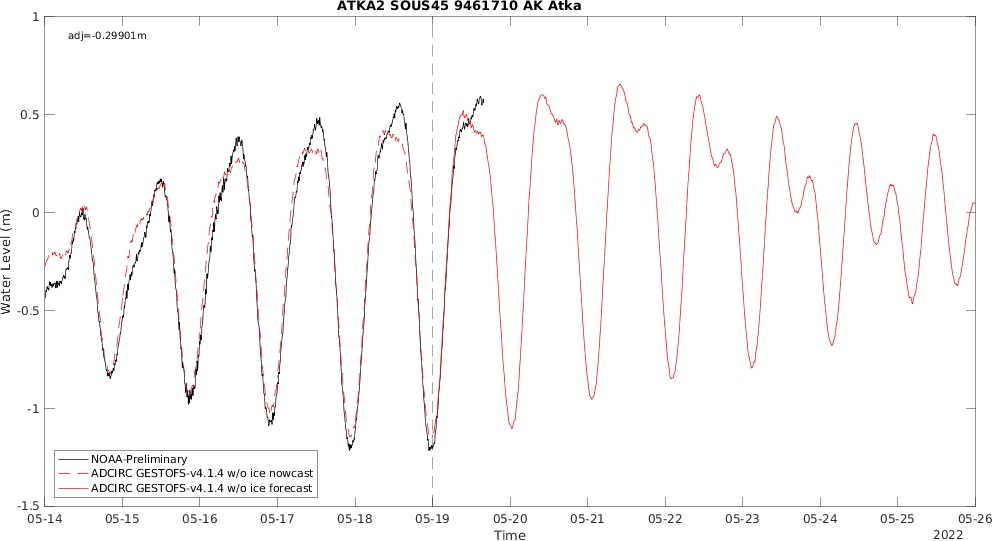 ATKA2 SOUS45 9461710 AK Atka
adj=-0.29901m
1
0.5
0
-0.5
-1
-1.5
Water Level (m)
NOAA-Preliminary
ADCIRC GESTOFS-v4.1.4 w/o ice nowcast
ADCIRC GESTOFS-v4.1.4 w/o ice forecast
05-14 05-15 05-16 05-17 05-18 05-19 05-20 05-21 05-22 05-23 05-24 05-25 05-26
Time
2022